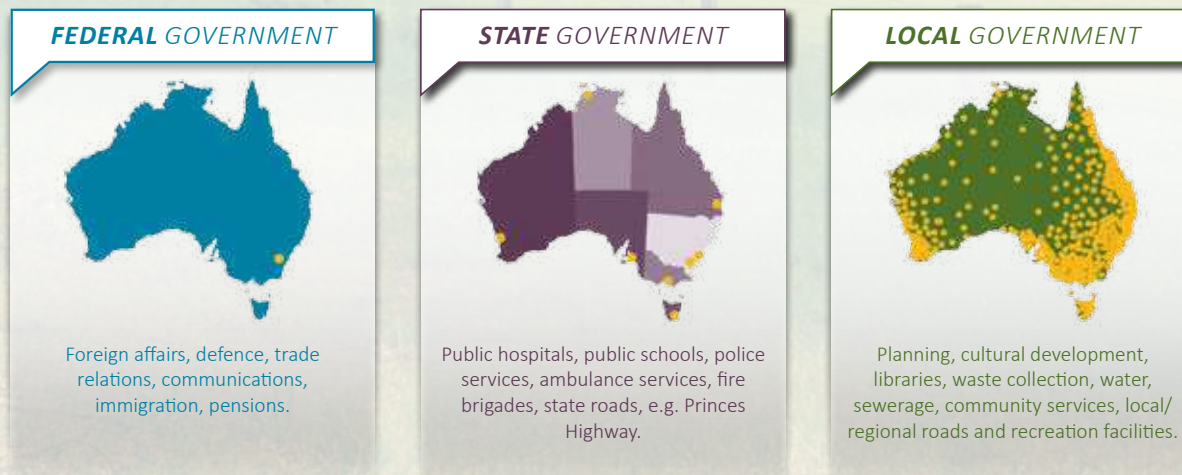 FEDERAL GOVERNMENT
Foreign affairs, defence, trade
relations, communications,
immigration, pensions.
STATE GOVERNMENT
Public hospitals, public schools, police
services, ambulance services, fire
brigades, state roads, e.g. Princes
Highway.
LOCAL GOVERNMENT
Planning, cultural development,
libraries, waste collection, water,
sewerage, community services, local/
regional roads and recreation facilities.